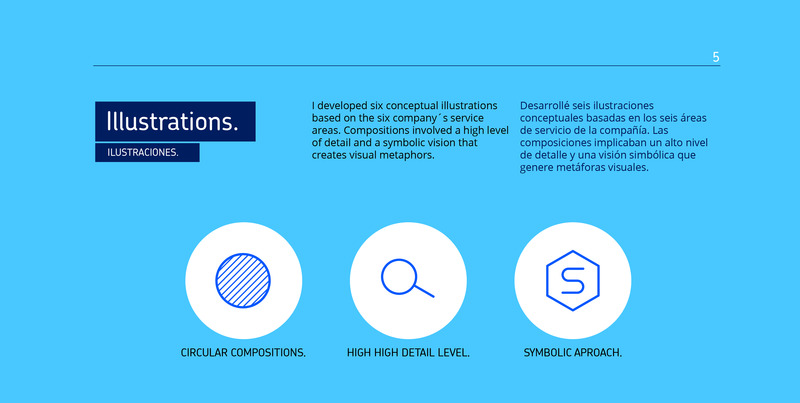 5
Illustrations.
ILUSTRACIONES.
I developed six conceptual illustrations
based on the six company´s service
areas. Compositions involved a high level
of detail and a symbolic vision that
creates visual metaphors.
Desarrollé seis ilustraciones
conceptuales basadas en los seis áreas
de servicio de la compañía. Las
composiciones implicaban un alto nivel
de detalle y una visión simbólica que
genere metáforas visuales.
S
CIRCULAR COMPOSITIONS.
HIGH HIGH DETAIL LEVEL.
SYMBOLIC APROACH.